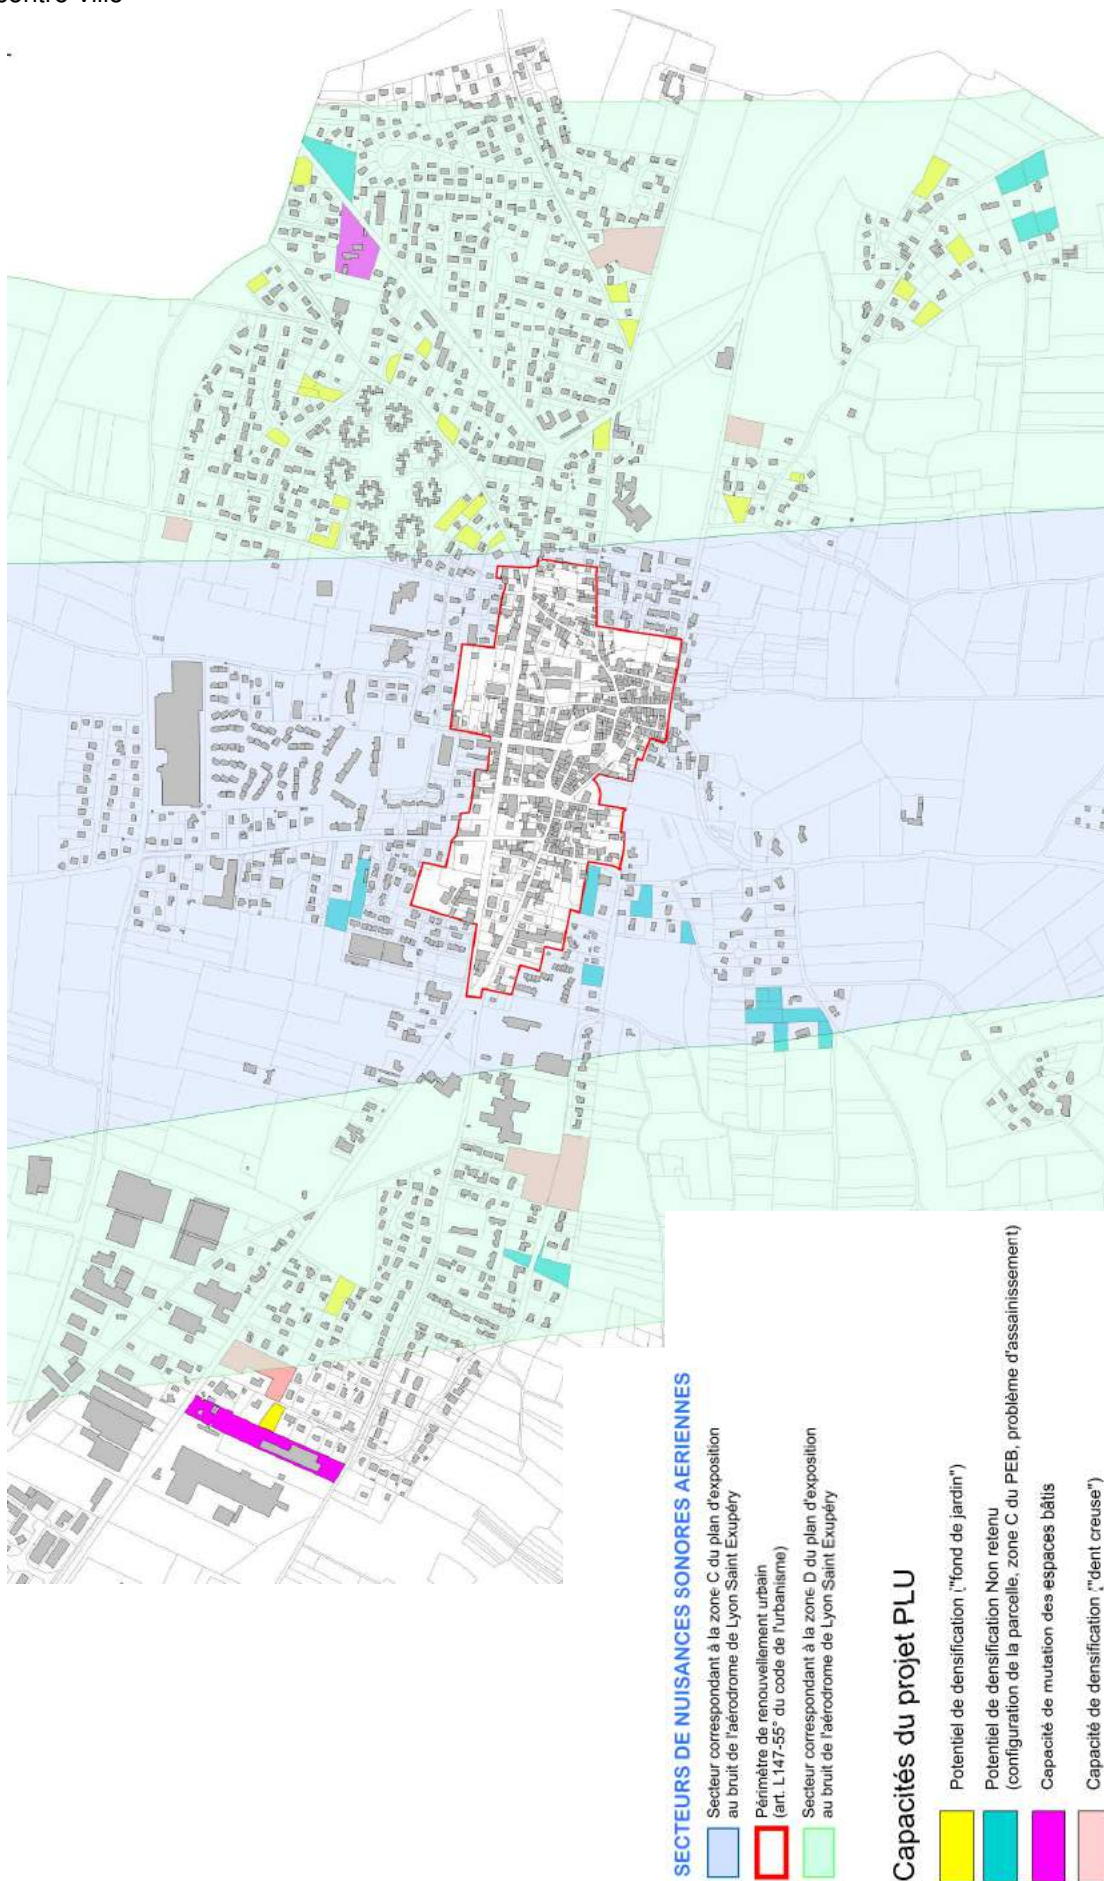 SECTEURS DE NUISANCES SONORES AERIENNES
Secteur correspondant à la zone C du plan d'exposition
au bruit de l'aérodrome de Lyon Saint Exupéry
Périmètre de renouvellement urbain
(art. L147-55° du code de l'urbanisme)
Secteur correspondant à la zone D du plan d'exposition
au bruit de l'aérodrome de Lyon Saint Exupéry
Capacités du projet PLU
Potentiel de densification ("fond de jardin")
Potentiel de densification Non retenu
(configuration de la parcelle, zone C du PEB, problème d'assainissement)
Capacité de mutation des espaces bâtis
Capacité de densification ("dent creuse")